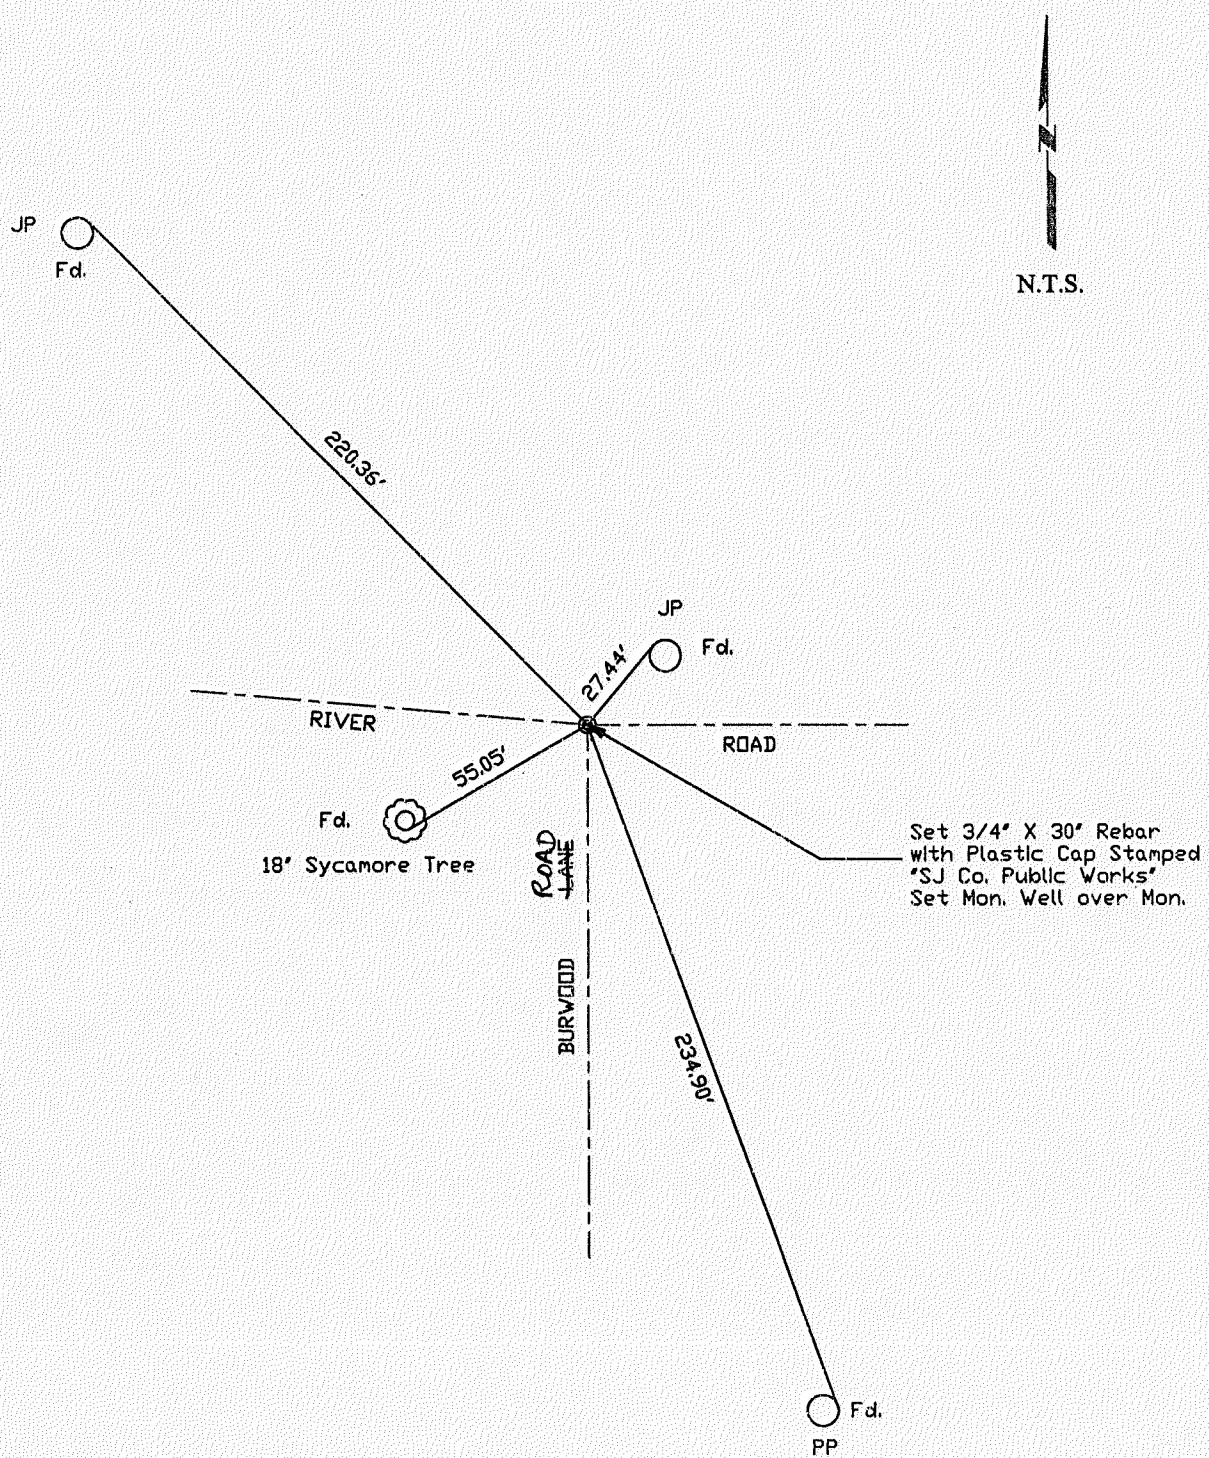 N
N.T.S.
JP
Fd.
220.36'
JP
Fd.
27.44'
RIVER
ROAD
55.05'
Fd.
18" Sycamore Tree
ROAD
LANE
BURWOOD
Set 3/4" X 30" Rebar
with Plastic Cap Stamped
"SJ Co. Public Works"
Set Mon. Well over Mon.
234.90'
Fd.
PP